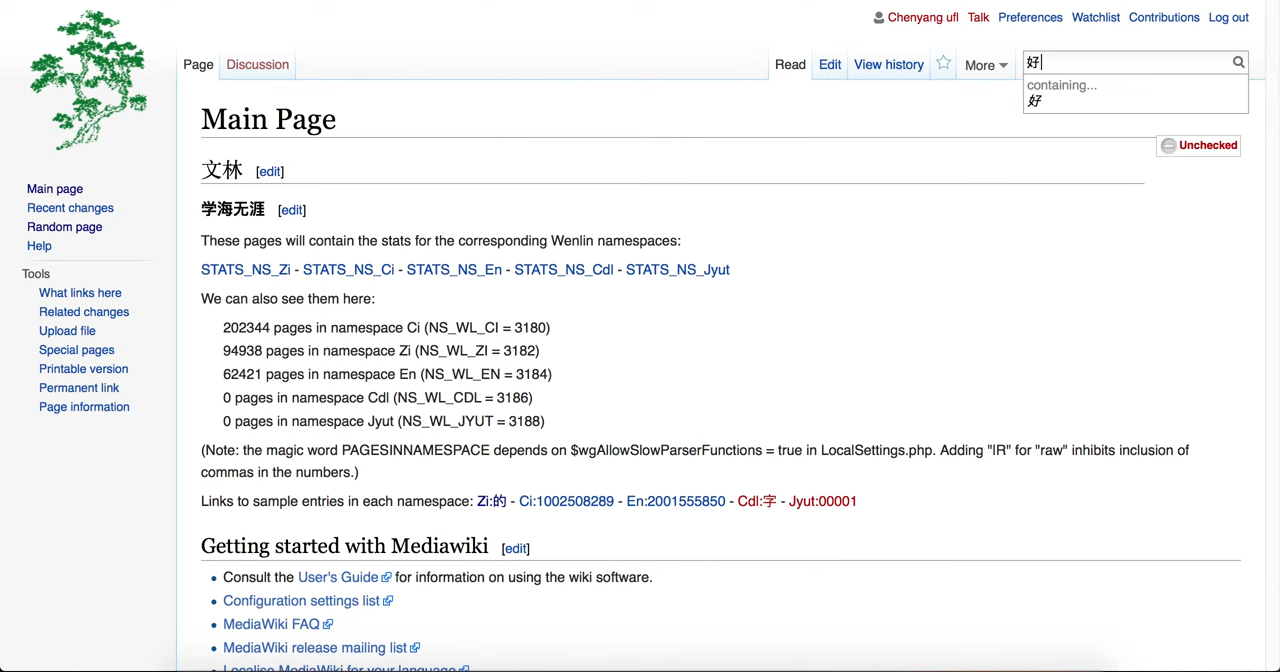 Chenyang ufl Talk Preferences Watchlist Contributions Log out
Page Discussion Read Edit View history More 好
containing...
好
Main Page
Unchecked
文林 [edit]
学海无涯 [edit]
These pages will contain the stats for the corresponding Wenlin namespaces:
STATS_NS_Zi - STATS_NS_Ci - STATS_NS_En - STATS_NS_Cdl - STATS_NS_Jyut
We can also see them here:
202344 pages in namespace Ci (NS_WL_CI = 3180)
94938 pages in namespace Zi (NS_WL_ZI = 3182)
62421 pages in namespace En (NS_WL_EN = 3184)
0 pages in namespace Cdl (NS_WL_CDL = 3186)
0 pages in namespace Jyut (NS_WL_JYUT = 3188)
(Note: the magic word PAGESINNAMESPACE depends on $wgAllowSlowParserFunctions = true in LocalSettings.php. Adding "IR" for "raw" inhibits inclusion of
commas in the numbers.)
Links to sample entries in each namespace: Zi:的 - Ci:1002508289 - En:2001555850 - Cdl:字 - Jyut:00001
Getting started with Mediawiki [edit]
Consult the User's Guide for information on using the wiki software.
Configuration settings list
MediaWiki FAQ
MediaWiki release mailing list
Localise MediaWiki for your language
Main page
Recent changes
Random page
Help
Tools
What links here
Related changes
Upload file
Special pages
Printable version
Permanent link
Page information